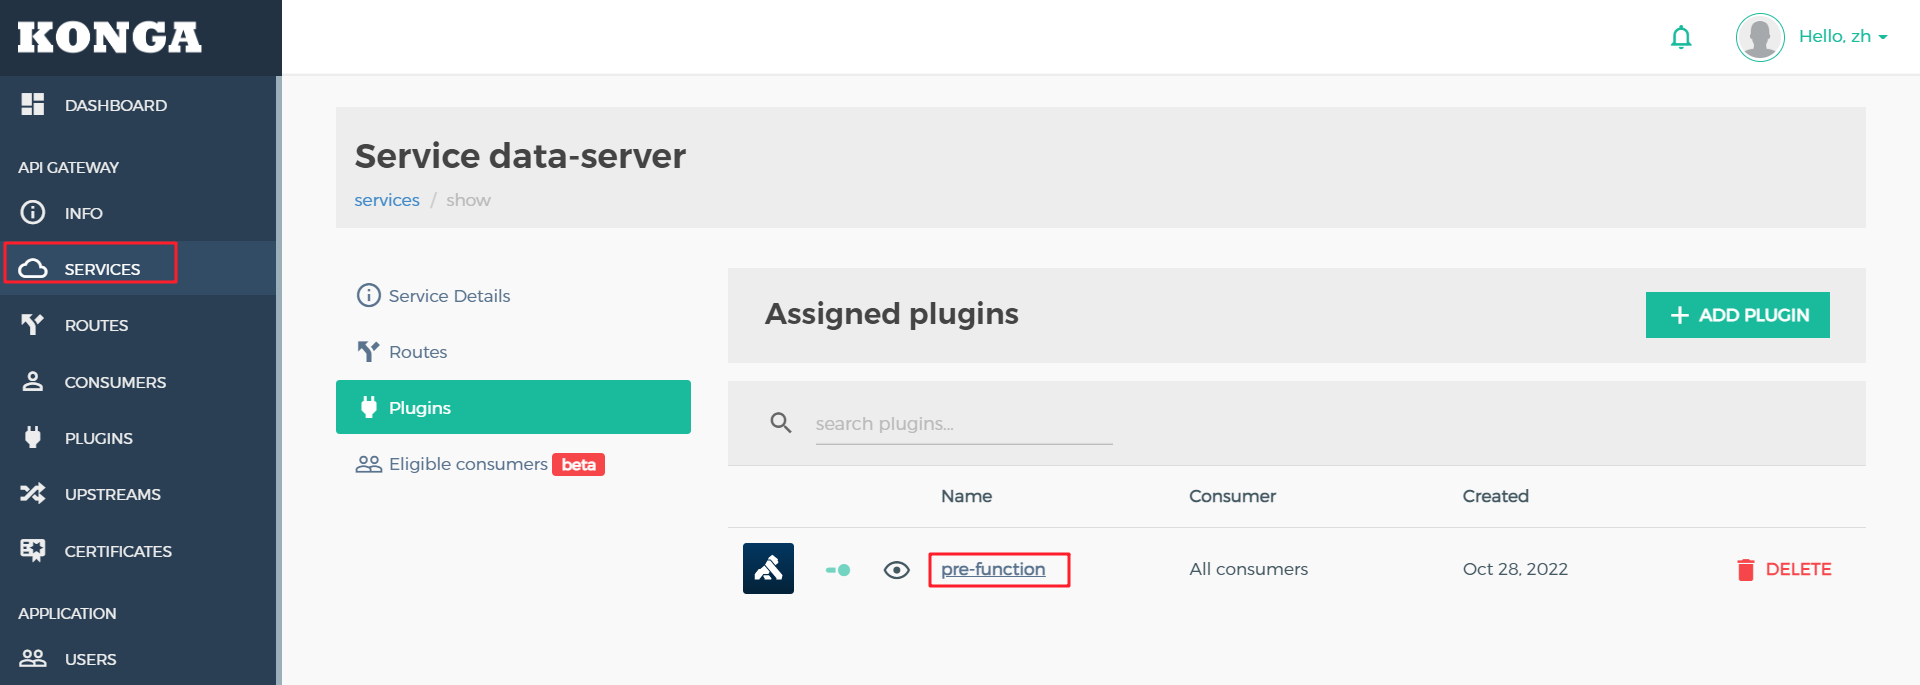 KONGA
Hello, zh
DASHBOARD
API GATEWAY
INFO
SERVICES
ROUTES
CONSUMERS
PLUGINS
UPSTREAMS
CERTIFICATES
APPLICATION
USERS
Service data-server
services / show
Service Details
Routes
Plugins
Eligible consumers beta
Assigned plugins
ADD PLUGIN
search plugins...
Name Consumer Created
pre-function All consumers Oct 28, 2022 DELETE